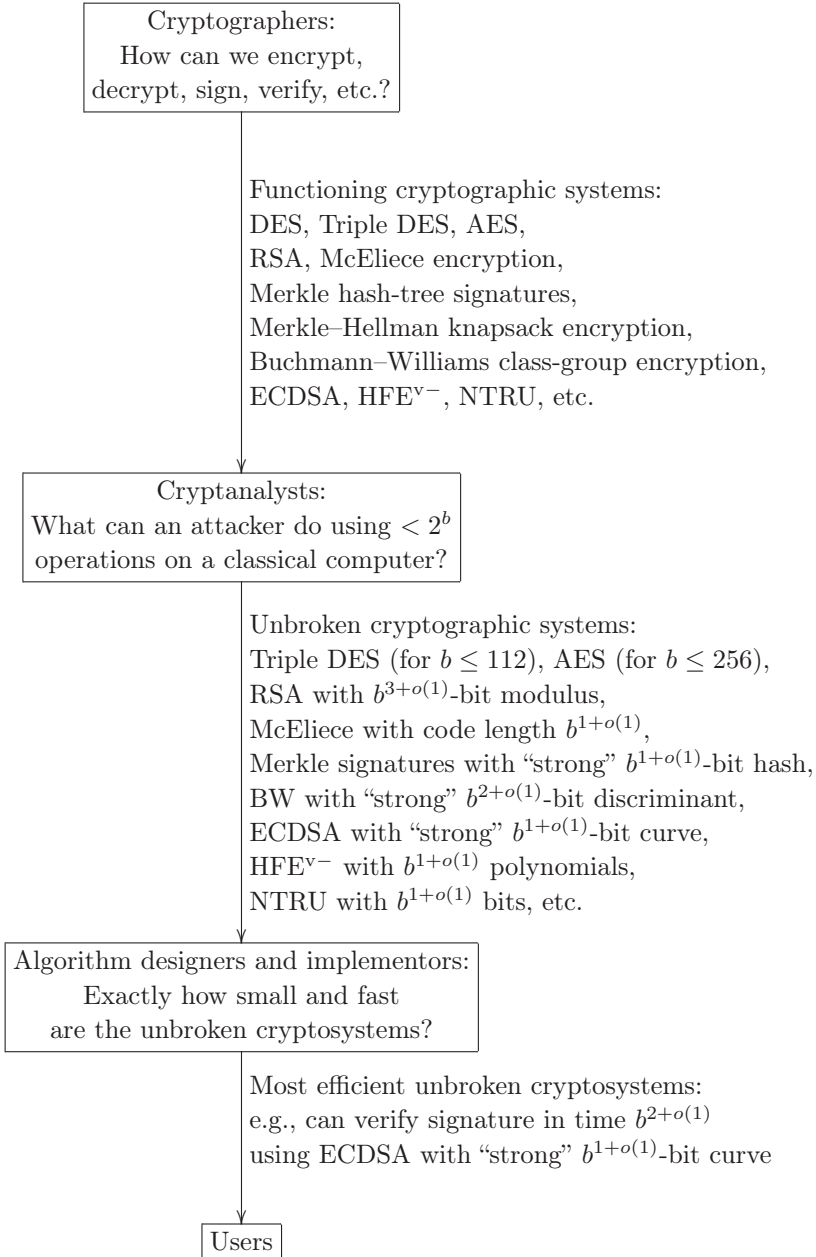 Cryptographers:
How can we encrypt,
decrypt, sign, verify, etc.?
Functioning cryptographic systems:
DES, Triple DES, AES,
RSA, McEliece encryption,
Merkle hash-tree signatures,
Merkle–Hellman knapsack encryption,
Buchmann–Williams class-group encryption,
ECDSA, HFE^{v−}, NTRU, etc.
Cryptanalysts:
What can an attacker do using < 2^b
operations on a classical computer?
Unbroken cryptographic systems:
Triple DES (for b ≤ 112), AES (for b ≤ 256),
RSA with b^{3+o(1)}-bit modulus,
McEliece with code length b^{1+o(1)},
Merkle signatures with “strong” b^{1+o(1)}-bit hash,
BW with “strong” b^{2+o(1)}-bit discriminant,
ECDSA with “strong” b^{1+o(1)}-bit curve,
HFE^{v−} with b^{1+o(1)} polynomials,
NTRU with b^{1+o(1)} bits, etc.
Algorithm designers and implementors:
Exactly how small and fast
are the unbroken cryptosystems?
Most efficient unbroken cryptosystems:
e.g., can verify signature in time b^{2+o(1)}
using ECDSA with “strong” b^{1+o(1)}-bit curve
Users